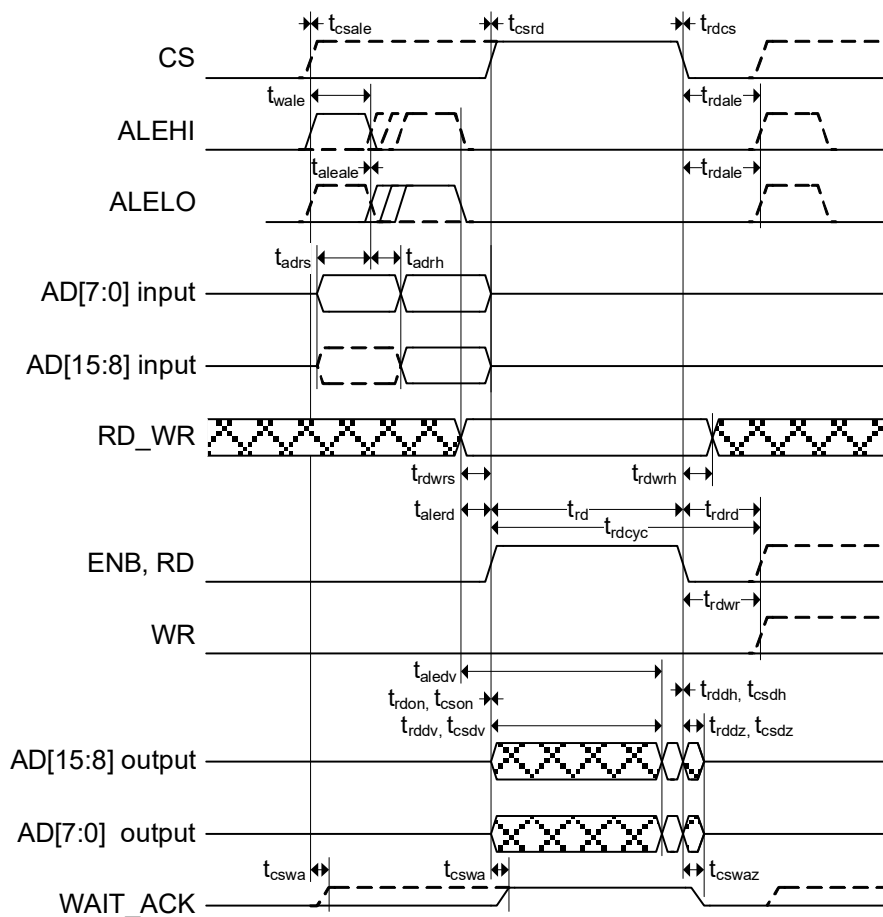 t_csale t_csrd t_rdcs
CS
t_wale t_rdale
ALEHI
t_aleale t_rdale
ALELO
t_adrs t_adrh
AD[7:0] input
AD[15:8] input
RD_WR
t_rdwrs t_rdwrh
t_alerd t_rd t_rdrd
t_rdcyc
ENB, RD
t_rdwr
WR
t_aledv
t_rdon, t_cson t_rddh, t_csdh
t_rddv, t_csdv t_rddz, t_csdz
AD[15:8] output
AD[7:0] output
t_cswa t_cswa t_cswaz
WAIT_ACK